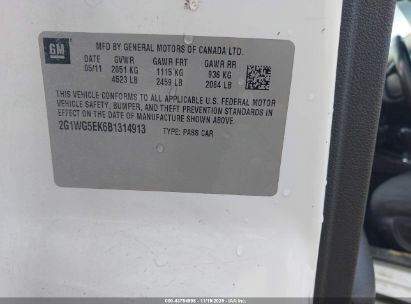 GM
MFD BY GENERAL MOTORS OF CANADA LTD.
DATE GVWR GAWR FRT GAWR RR
05/11 2051 KG 1115 KG 936 KG
4523 LB 2459 LB 2064 LB
THIS VEHICLE CONFORMS TO ALL APPLICABLE U.S. FEDERAL MOTOR
VEHICLE SAFETY, BUMPER, AND THEFT PREVENTION STANDARDS IN
EFFECT ON THE DATE OF MANUFACTURE SHOWN ABOVE.
2G1WG5EK6B1314913 TYPE: PASS CAR
IAA, Inc.